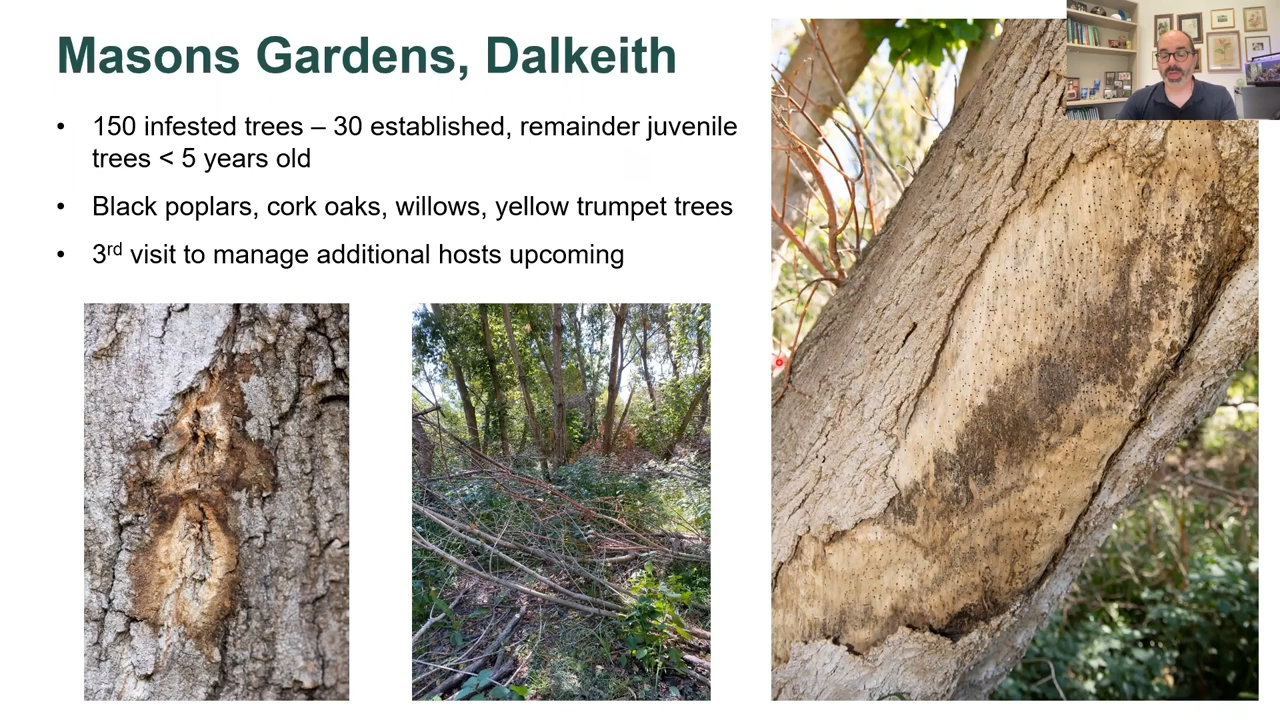 Masons Gardens, Dalkeith
• 150 infested trees – 30 established, remainder juvenile
trees < 5 years old
• Black poplars, cork oaks, willows, yellow trumpet trees
• 3rd visit to manage additional hosts upcoming